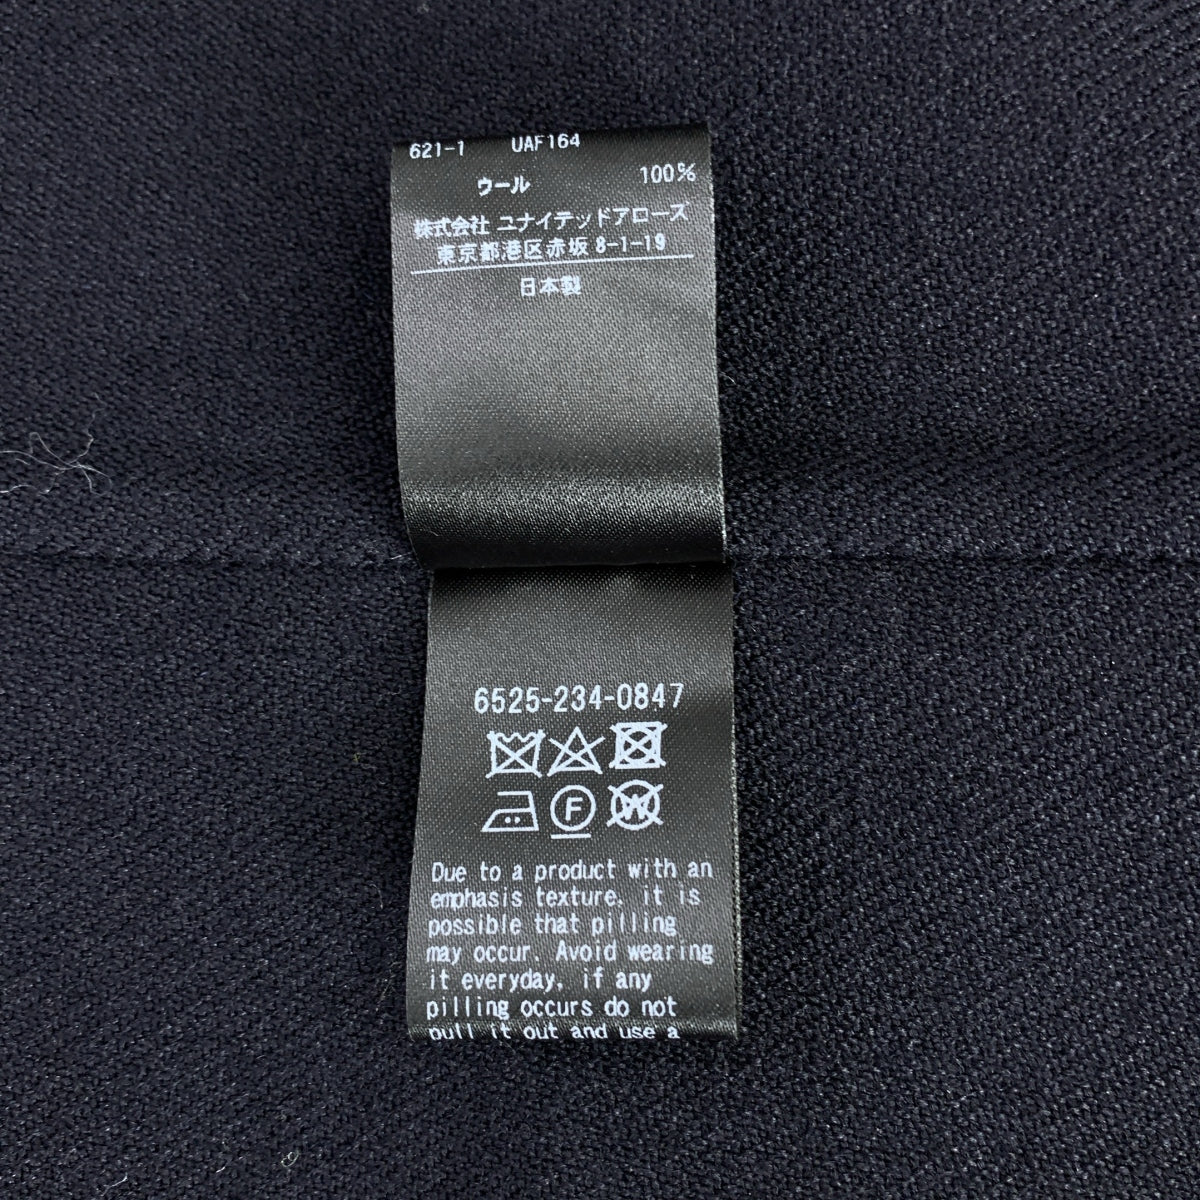 621-1 UAF164
ウール 100%
株式会社 ユナイテッドアローズ
東京都港区赤坂 8-1-19
日本製
6525-234-0847
F W
Due to a product with an
emphasis texture, it is
possible that pilling
may occur. Avoid wearing
it everyday, if any
pilling occurs do not
pull it out and use a